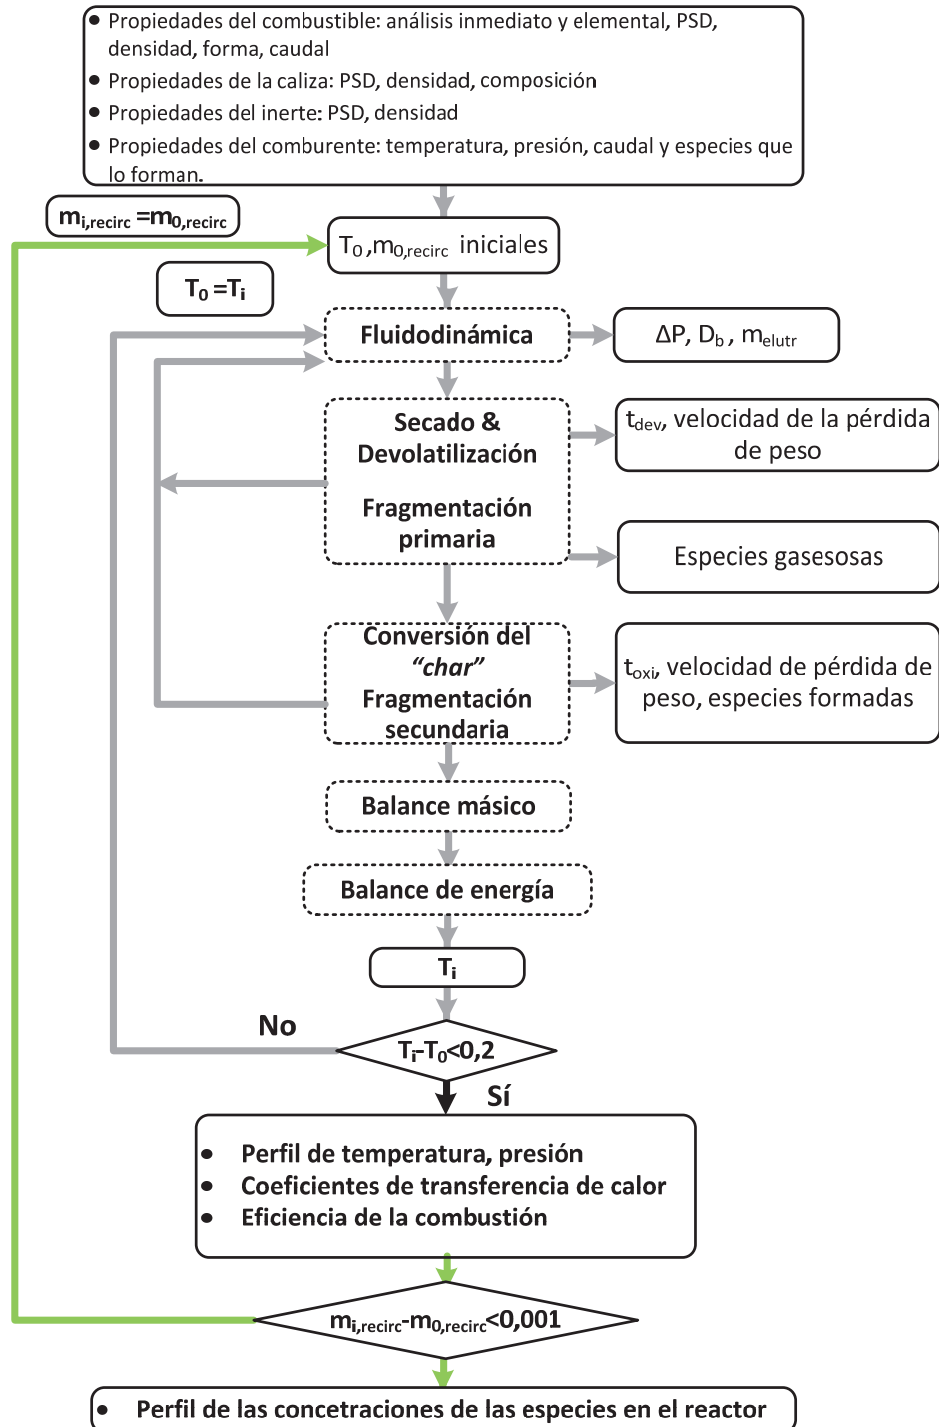 • Propiedades del combustible: análisis inmediato y elemental, PSD,
densidad, forma, caudal
• Propiedades de la caliza: PSD, densidad, composición
• Propiedades del inerte: PSD, densidad
• Propiedades del comburente: temperatura, presión, caudal y especies que
lo forman.
mi,recirc =m0,recirc
T0 ,m0,recirc iniciales
T0 =Ti
Fluidodinámica
ΔP, Db , melutr
Secado &
Devolatilización
Fragmentación
primaria
tdev, velocidad de la pérdida
de peso
Especies gasesosas
Conversión del
“char”
Fragmentación
secundaria
toxi, velocidad de pérdida de
peso, especies formadas
Balance másico
Balance de energía
Ti
No
Ti-T0<0,2
Sí
• Perfil de temperatura, presión
• Coeficientes de transferencia de calor
• Eficiencia de la combustión
mi,recirc-m0,recirc<0,001
• Perfil de las concetraciones de las especies en el reactor